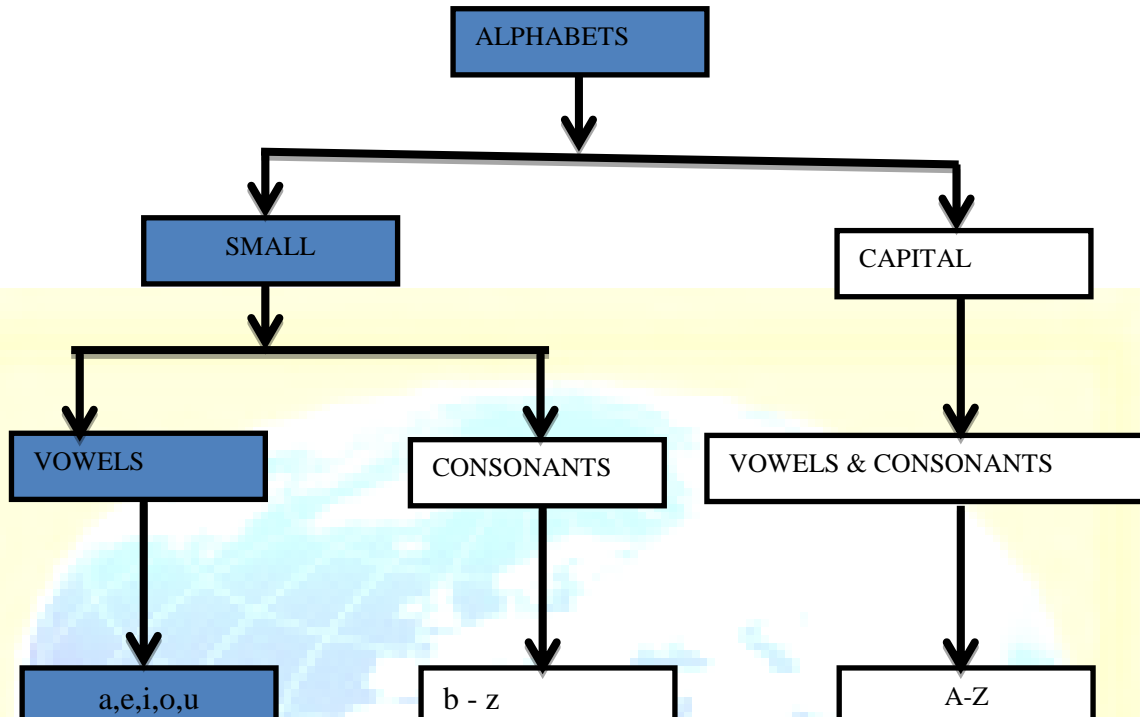 ALPHABETS
SMALL
CAPITAL
VOWELS
CONSONANTS
VOWELS & CONSONANTS
a,e,i,o,u
b - z
A-Z